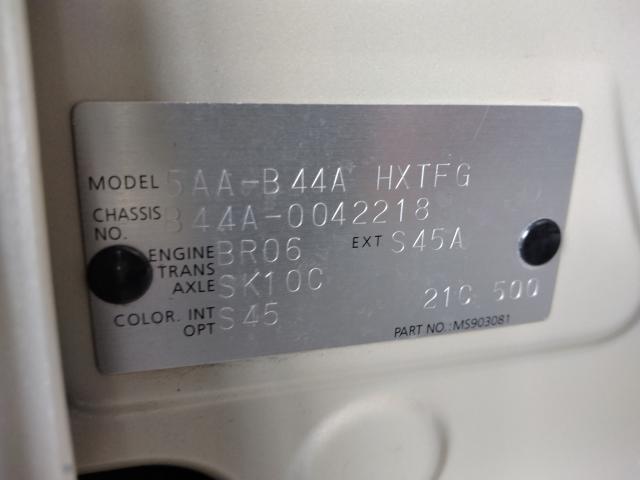 MODEL 5AA-B44A HXTFG
CHASSIS NO. B44A-0042218
ENGINE BR06 EXT S45A
TRANS AXLE SK10C
COLOR. INT S45 21C 500
OPT PART NO.:MS903081